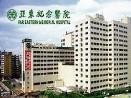 亞東紀念醫院
FAR EASTERN MEMORIAL HOSPITAL